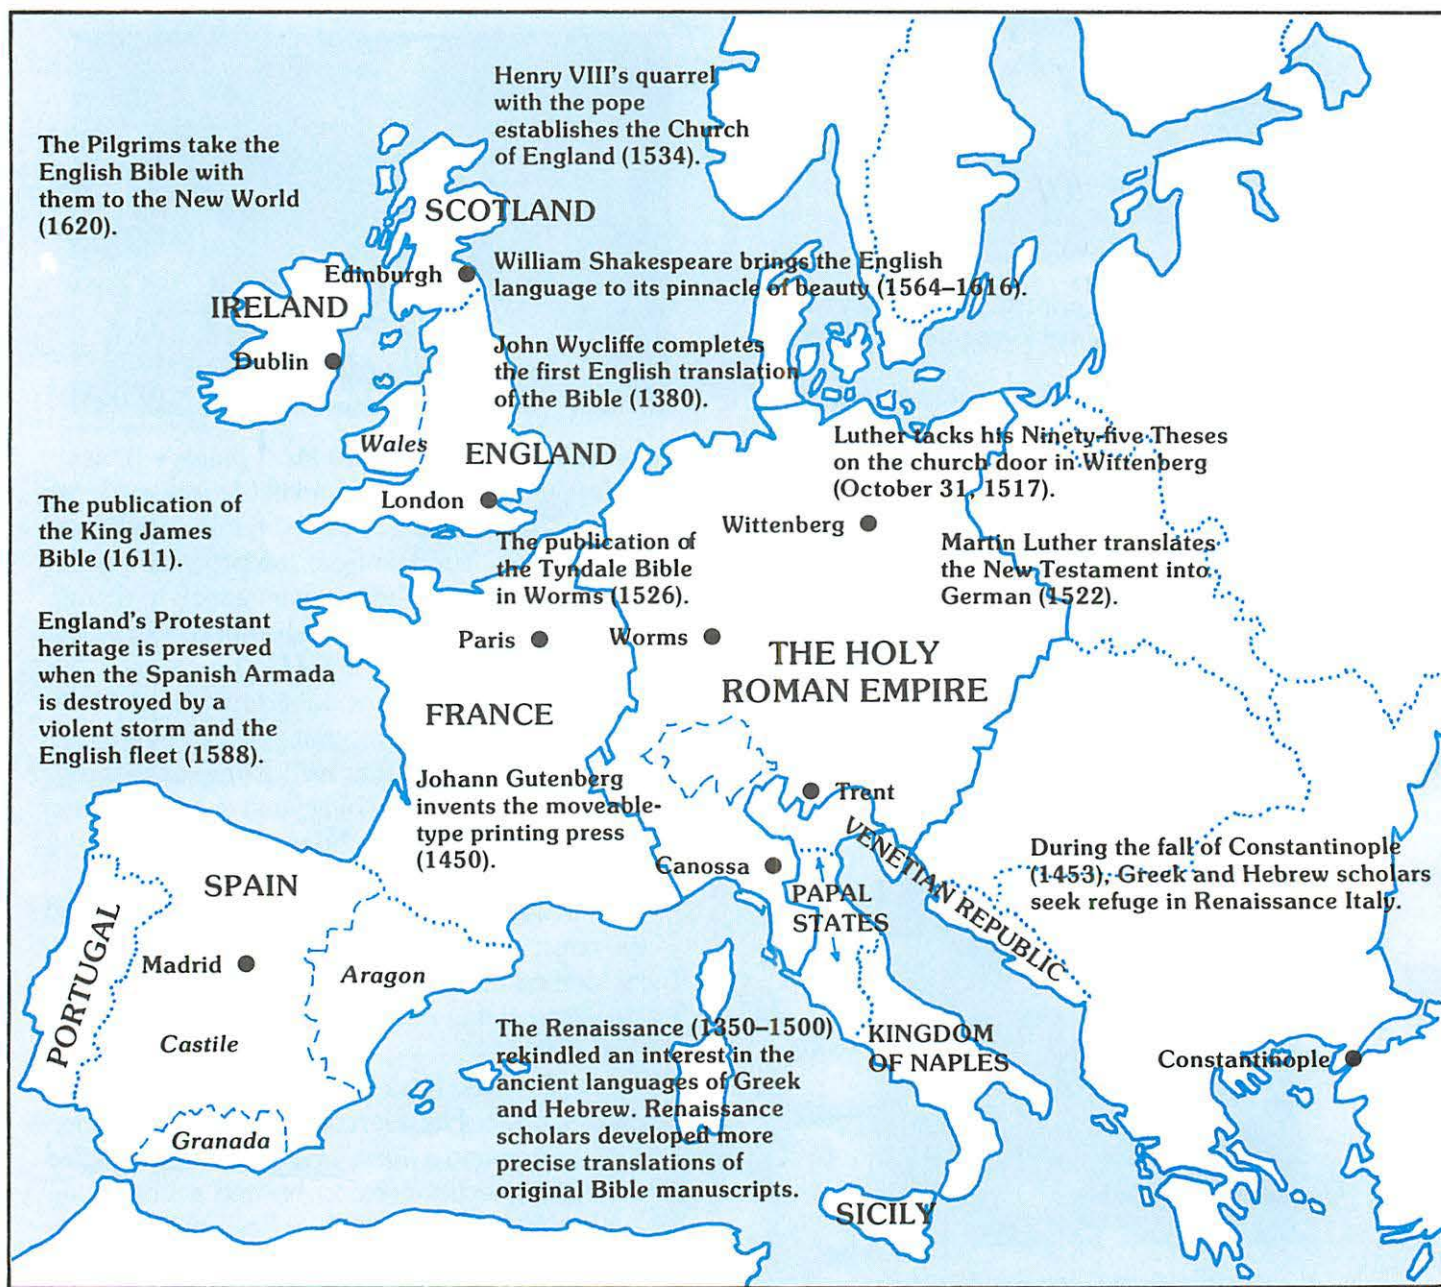 Henry VIII's quarrel
with the pope
establishes the Church
of England (1534).
The Pilgrims take the
English Bible with
them to the New World
(1620).
SCOTLAND
Edinburgh
William Shakespeare brings the English
language to its pinnacle of beauty (1564–1616).
IRELAND
Dublin
John Wycliffe completes
the first English translation
of the Bible (1380).
Wales
ENGLAND
London
Luther tacks his Ninety-five Theses
on the church door in Wittenberg
(October 31, 1517).
Wittenberg
The publication of
the King James
Bible (1611).
The publication of
the Tyndale Bible
in Worms (1526).
Martin Luther translates
the New Testament into
German (1522).
England's Protestant
heritage is preserved
when the Spanish Armada
is destroyed by a
violent storm and the
English fleet (1588).
Paris
Worms
THE HOLY
ROMAN EMPIRE
FRANCE
Johann Gutenberg
invents the moveable-
type printing press
(1450).
Trent
VENETIAN REPUBLIC
Canossa
PAPAL
STATES
During the fall of Constantinople
(1453), Greek and Hebrew scholars
seek refuge in Renaissance Italy.
SPAIN
PORTUGAL
Madrid
Aragon
Castile
Granada
The Renaissance (1350–1500)
rekindled an interest in the
ancient languages of Greek
and Hebrew. Renaissance
scholars developed more
precise translations of
original Bible manuscripts.
KINGDOM
OF NAPLES
Constantinople
SICILY